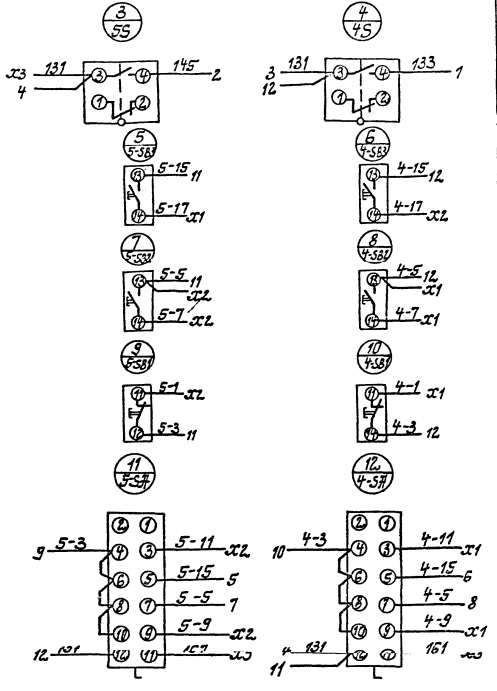 3 4
5S 4S
x3 131 3 4 145 2
4
1 2
3 131 3 4 133 1
12
1 2
5
5-SB3
13 5-15 11
14 5-17 x1
6
4-SB3
13 4-15 12
14 4-17 x2
7
5-SB2
13 5-5 11
x2
14 5-7 x2
8
4-SB2
13 4-5 12
x1
14 4-7 x1
9
5-SB1
11 5-1 x2
12 5-3 11
10
4-SB1
11 4-1 x1
14 4-3 12
11
5-SA
2 1
9 5-3 4 3 5-11 x2
6 5 5-15 5
8 7 5-5 7
10 9 5-9 x2
12 11
12
4-SA
2 1
10 4-3 4 3 4-11 x1
6 5 4-15 6
8 7 4-5 8
10 9 4-9 x1
131 161
11